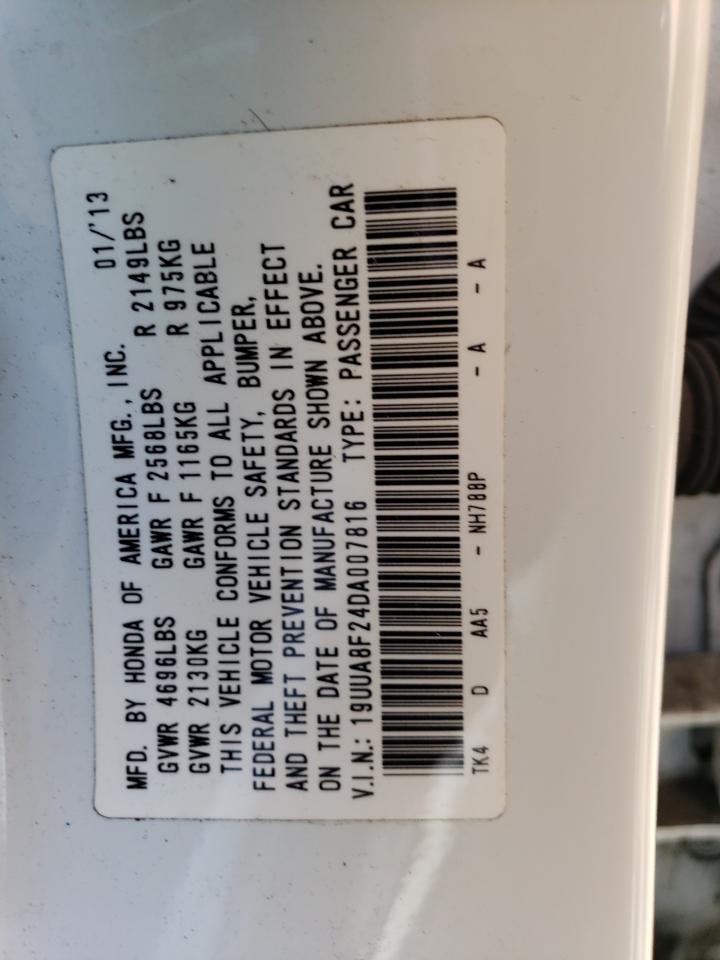 MFD. BY HONDA OF AMERICA MFG., INC. 01/'13
GVWR 4696LBS GAWR F 2568LBS R 2149LBS
GVWR 2130KG GAWR F 1165KG R 975KG
THIS VEHICLE CONFORMS TO ALL APPLICABLE
FEDERAL MOTOR VEHICLE SAFETY, BUMPER,
AND THEFT PREVENTION STANDARDS IN EFFECT
ON THE DATE OF MANUFACTURE SHOWN ABOVE.
V.I.N.: 19UUA8F24DA007816 TYPE: PASSENGER CAR
TK4 D AA5 - NH788P - A - A